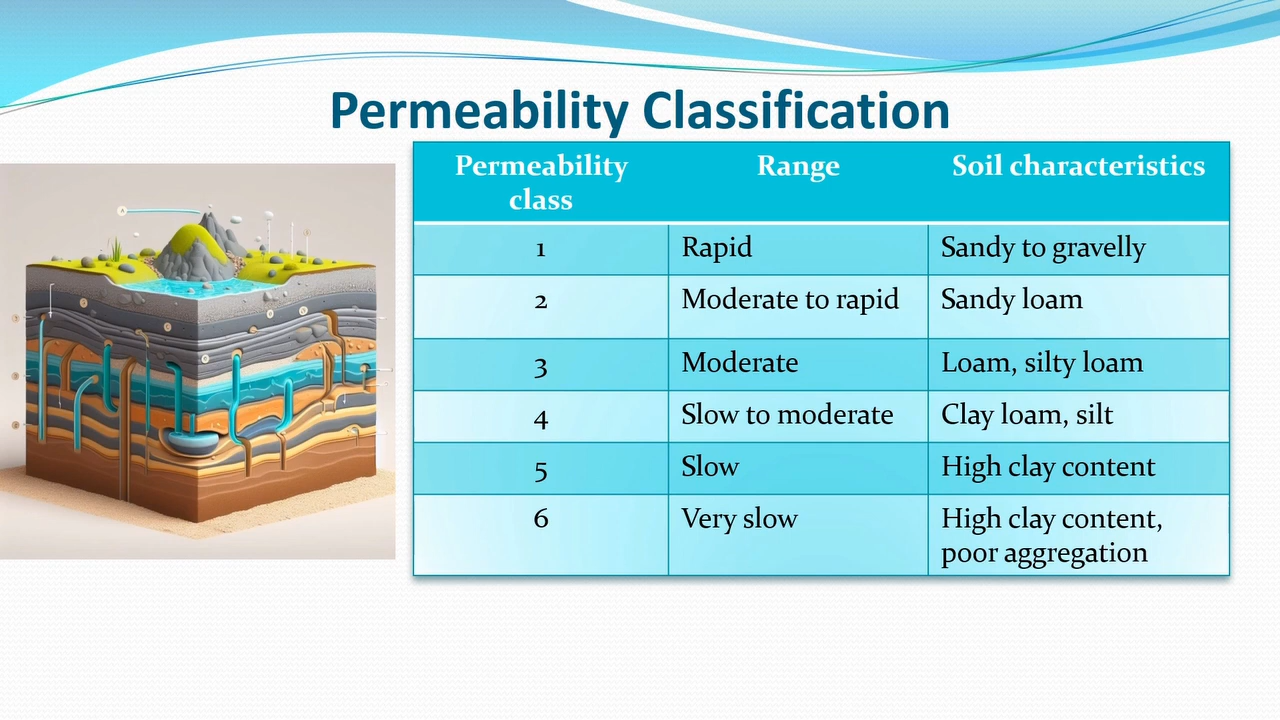 Permeability Classification
Permeability class
Range
Soil characteristics
1 Rapid Sandy to gravelly
2 Moderate to rapid Sandy loam
3 Moderate Loam, silty loam
4 Slow to moderate Clay loam, silt
5 Slow High clay content
6 Very slow High clay content,
poor aggregation